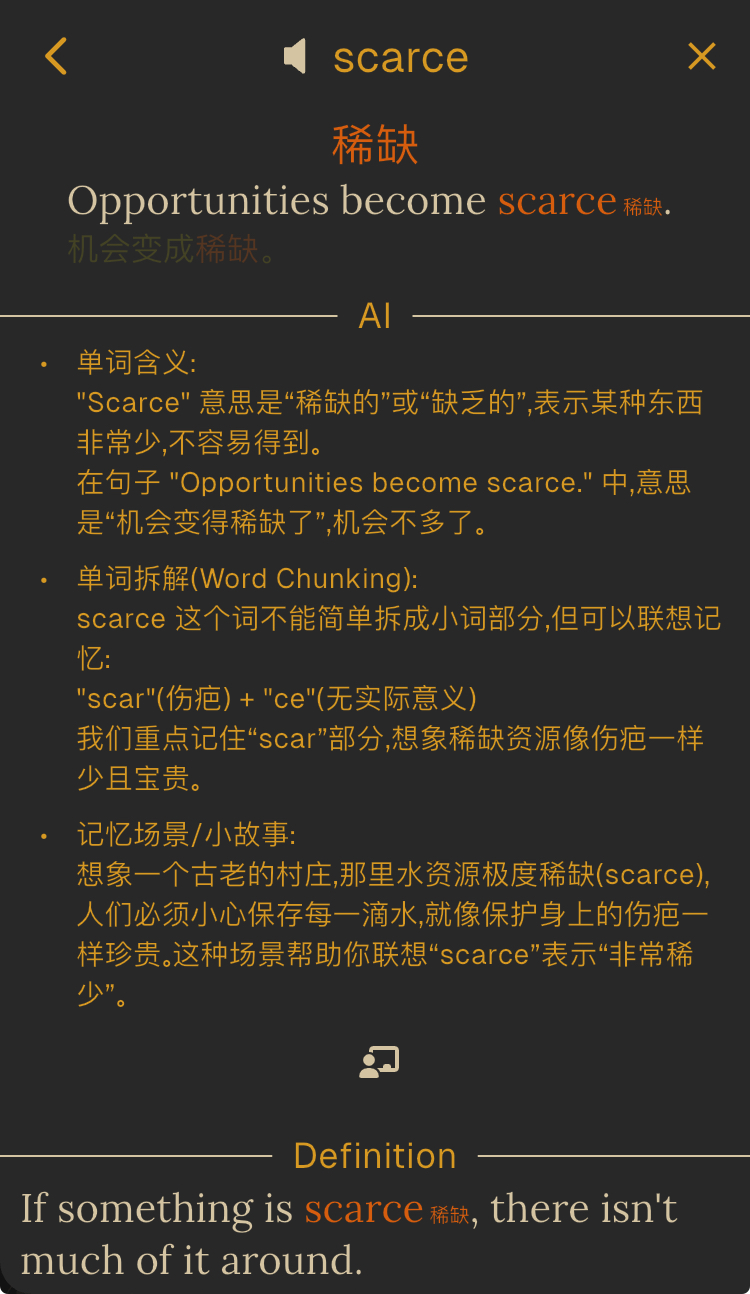 scarce
稀缺
Opportunities become scarce 稀缺.
机会变成稀缺。
AI
• 单词含义:
"Scarce" 意思是“稀缺的”或“缺乏的”,表示某种东西
非常少,不容易得到。
在句子 "Opportunities become scarce." 中,意思
是“机会变得稀缺了”,机会不多了。
• 单词拆解(Word Chunking):
scarce 这个词不能简单拆成小词部分,但可以联想记
忆:
"scar"(伤疤) + "ce"(无实际意义)
我们重点记住“scar”部分,想象稀缺资源像伤疤一样
少且宝贵。
• 记忆场景/小故事:
想象一个古老的村庄,那里水资源极度稀缺(scarce),
人们必须小心保存每一滴水,就像保护身上的伤疤一
样珍贵。这种场景帮助你联想“scarce”表示“非常稀
少”。
Definition
If something is scarce 稀缺, there isn't
much of it around.